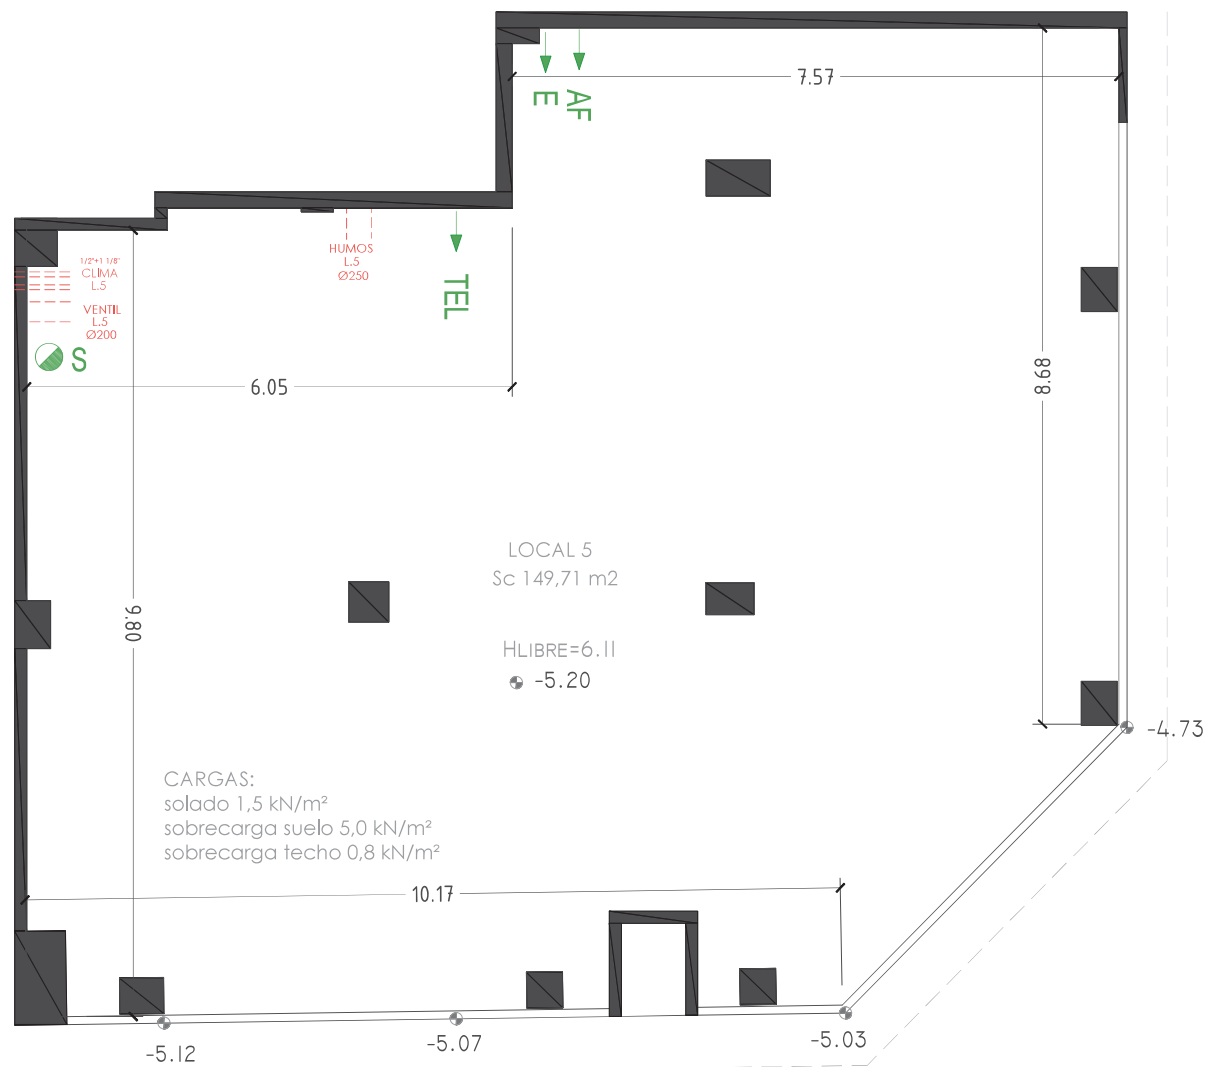 7.57
E
AF
HUMOS
L.5
Ø250
TEL
1/2"+1 1/8"
CLIMA
L.5
VENTIL
L.5
Ø200
S
6.05
8.68
LOCAL 5
Sc 149,71 m2
9.80
HLIBRE=6.11
-5.20
-4.73
CARGAS:
solado 1,5 kN/m²
sobrecarga suelo 5,0 kN/m²
sobrecarga techo 0,8 kN/m²
10.17
-5.12
-5.07
-5.03